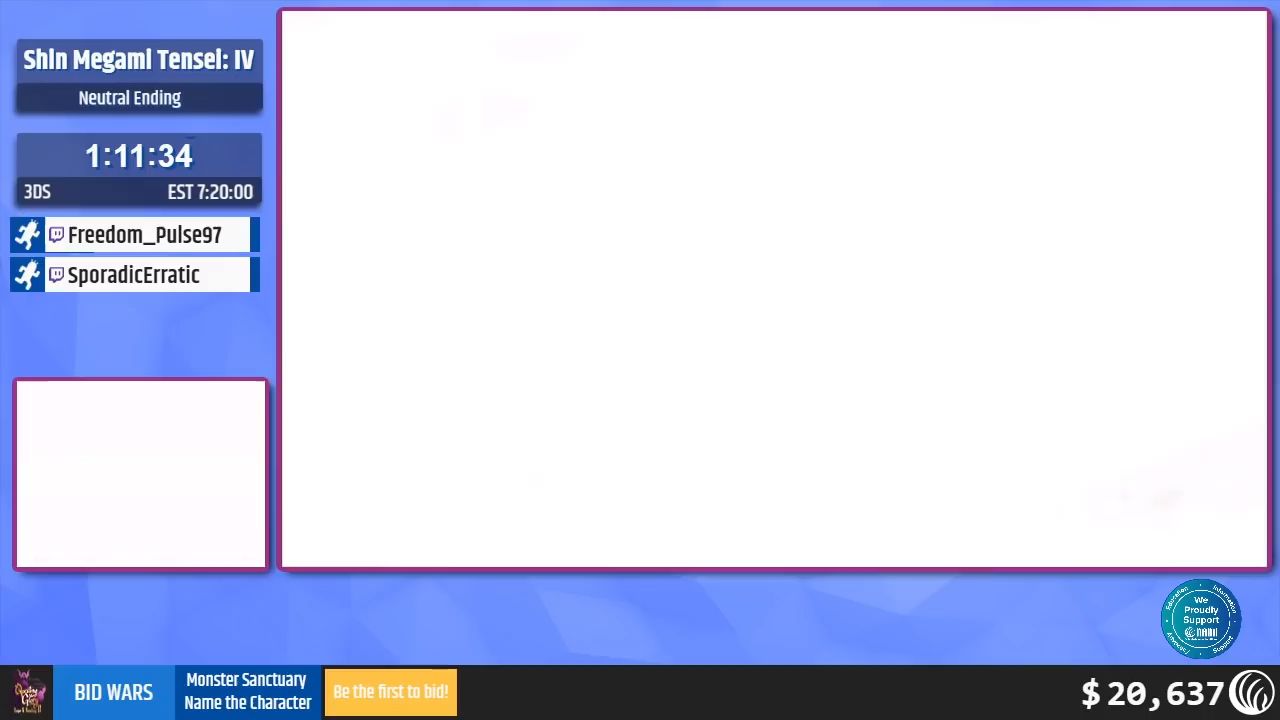 Shin Megami Tensei: IV
Neutral Ending
1:11:34
3DS
EST 7:20:00
Freedom_Pulse97
SporadicErratic
We
Proudly
Support
BID WARS
Monster Sanctuary
Name the Character
Be the first to bid!
$20,637